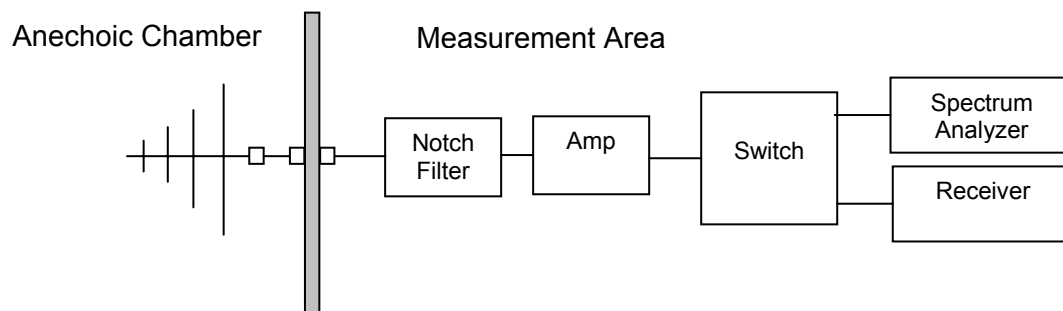 Anechoic Chamber
Measurement Area
Notch
Filter
Amp
Switch
Spectrum
Analyzer
Receiver